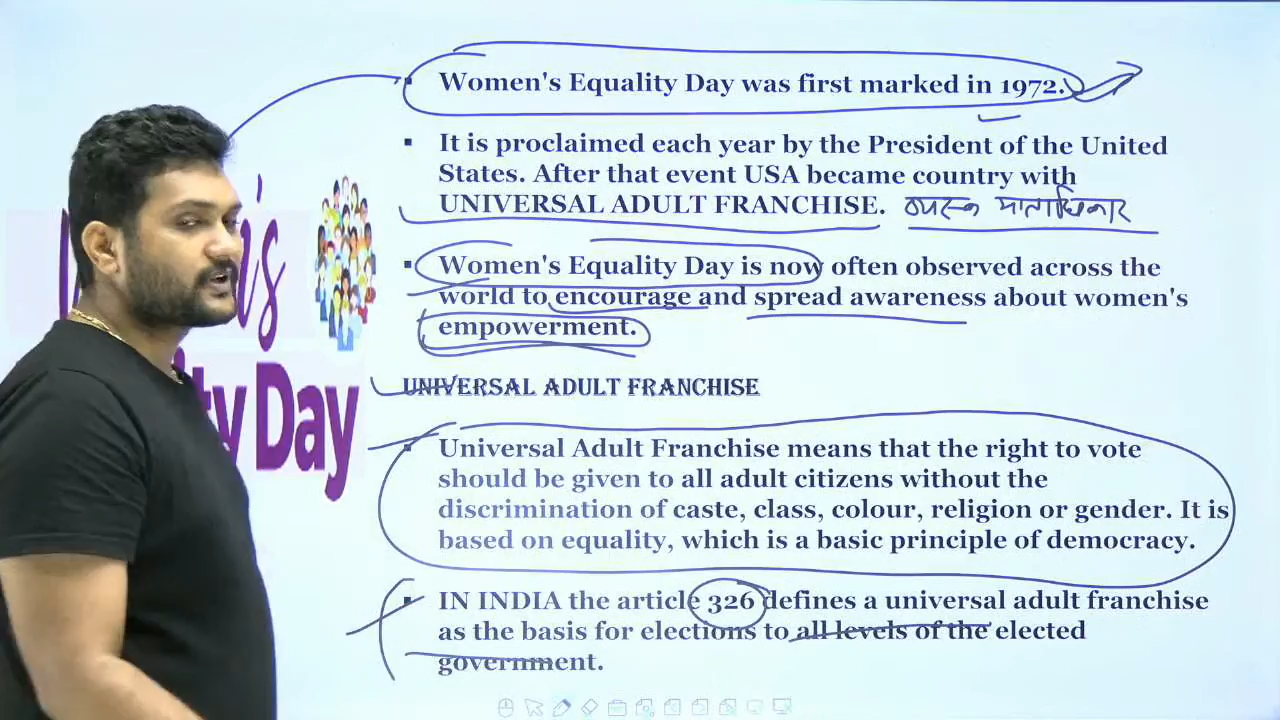 Women's Equality Day was first marked in 1972.
It is proclaimed each year by the President of the United
States. After that event USA became country with
UNIVERSAL ADULT FRANCHISE. वयस्क मताधिकार
Women's Equality Day is now often observed across the
world to encourage and spread awareness about women's
empowerment.
UNIVERSAL ADULT FRANCHISE
Universal Adult Franchise means that the right to vote
should be given to all adult citizens without the
discrimination of caste, class, colour, religion or gender. It is
based on equality, which is a basic principle of democracy.
IN INDIA the article 326 defines a universal adult franchise
as the basis for elections to all levels of the elected
government.
's
ty Day